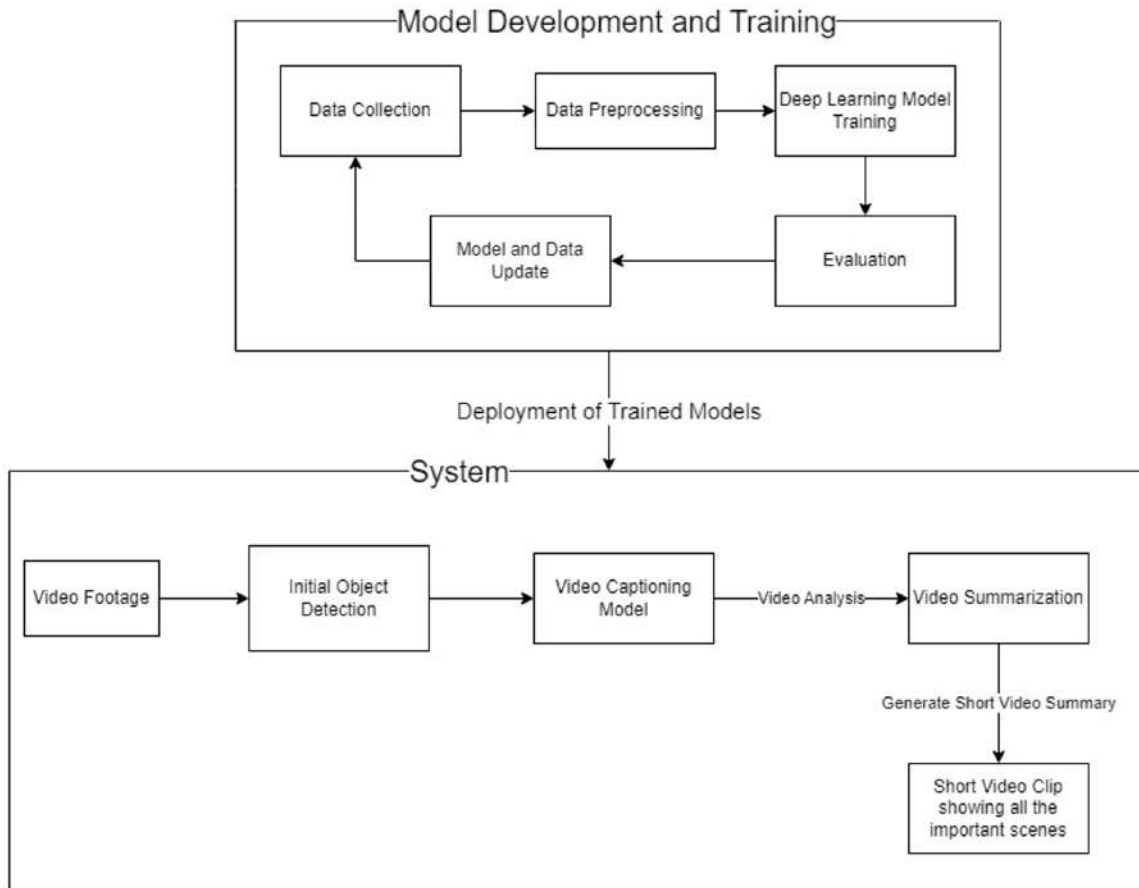 Model Development and Training
Data Collection
Data Preprocessing
Deep Learning Model
Training
Model and Data
Update
Evaluation
Deployment of Trained Models
System
Video Footage
Initial Object
Detection
Video Captioning
Model
Video Analysis
Video Summarization
Generate Short Video Summary
Short Video Clip
showing all the
important scenes